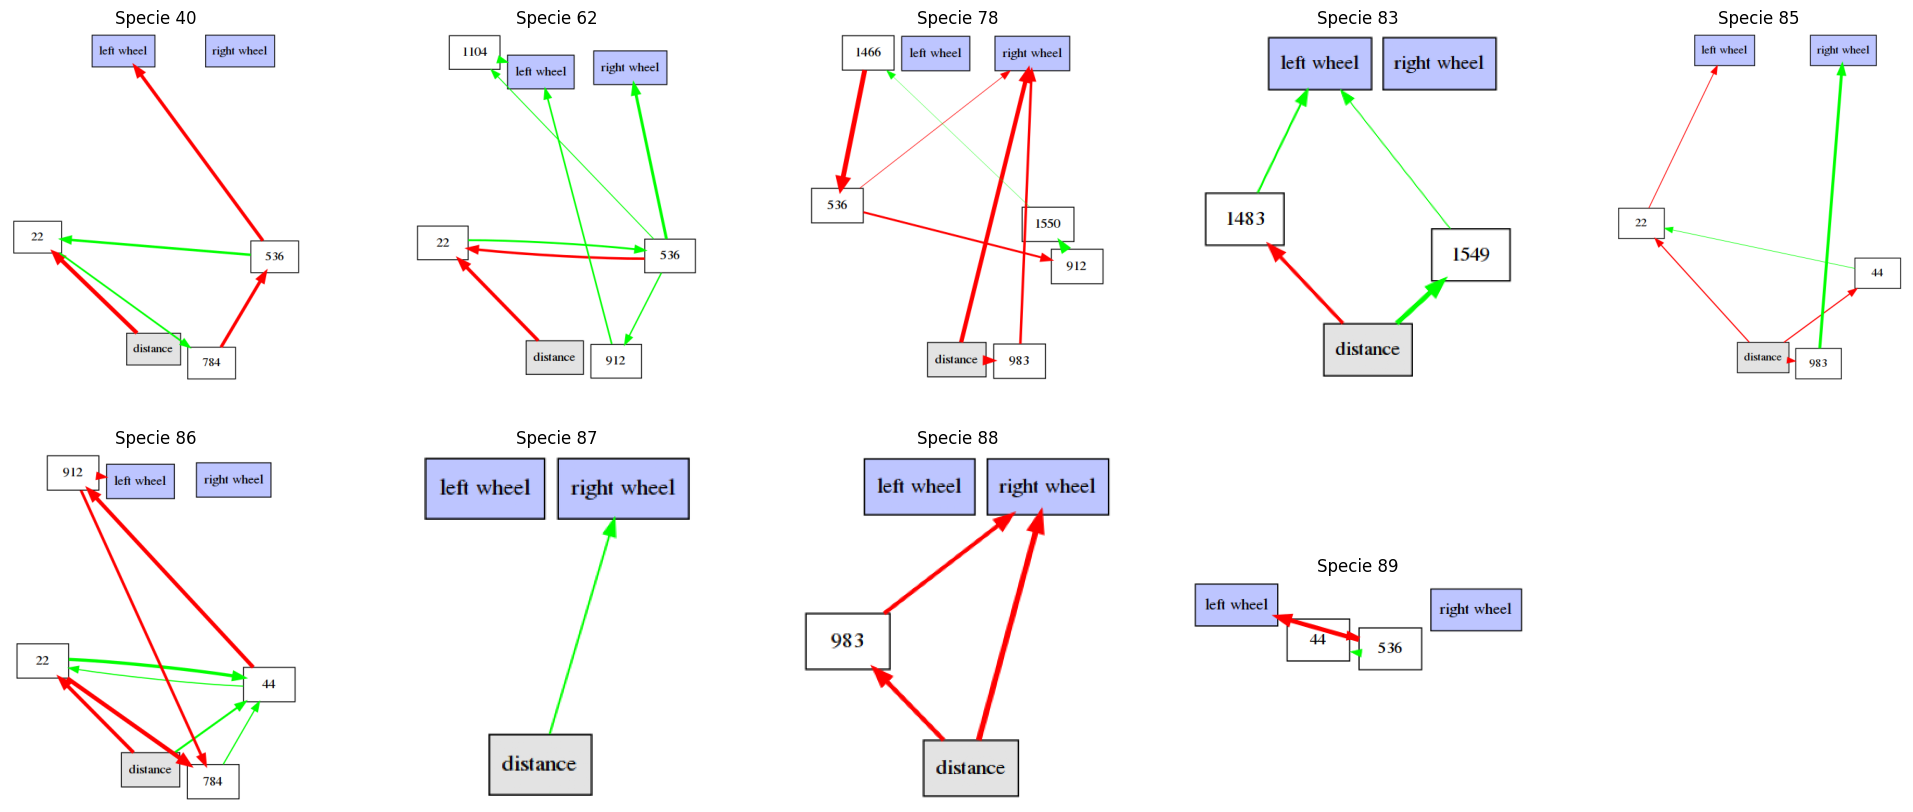 Specie 40
left wheel
right wheel
22
536
distance
784
Specie 62
1104
left wheel
right wheel
22
536
distance
912
Specie 78
1466
left wheel
right wheel
536
1550
912
distance
983
Specie 83
left wheel
right wheel
1483
1549
distance
Specie 85
left wheel
right wheel
22
44
distance
983
Specie 86
912
left wheel
right wheel
22
44
distance
784
Specie 87
left wheel
right wheel
distance
Specie 88
left wheel
right wheel
983
distance
Specie 89
left wheel
right wheel
44
536